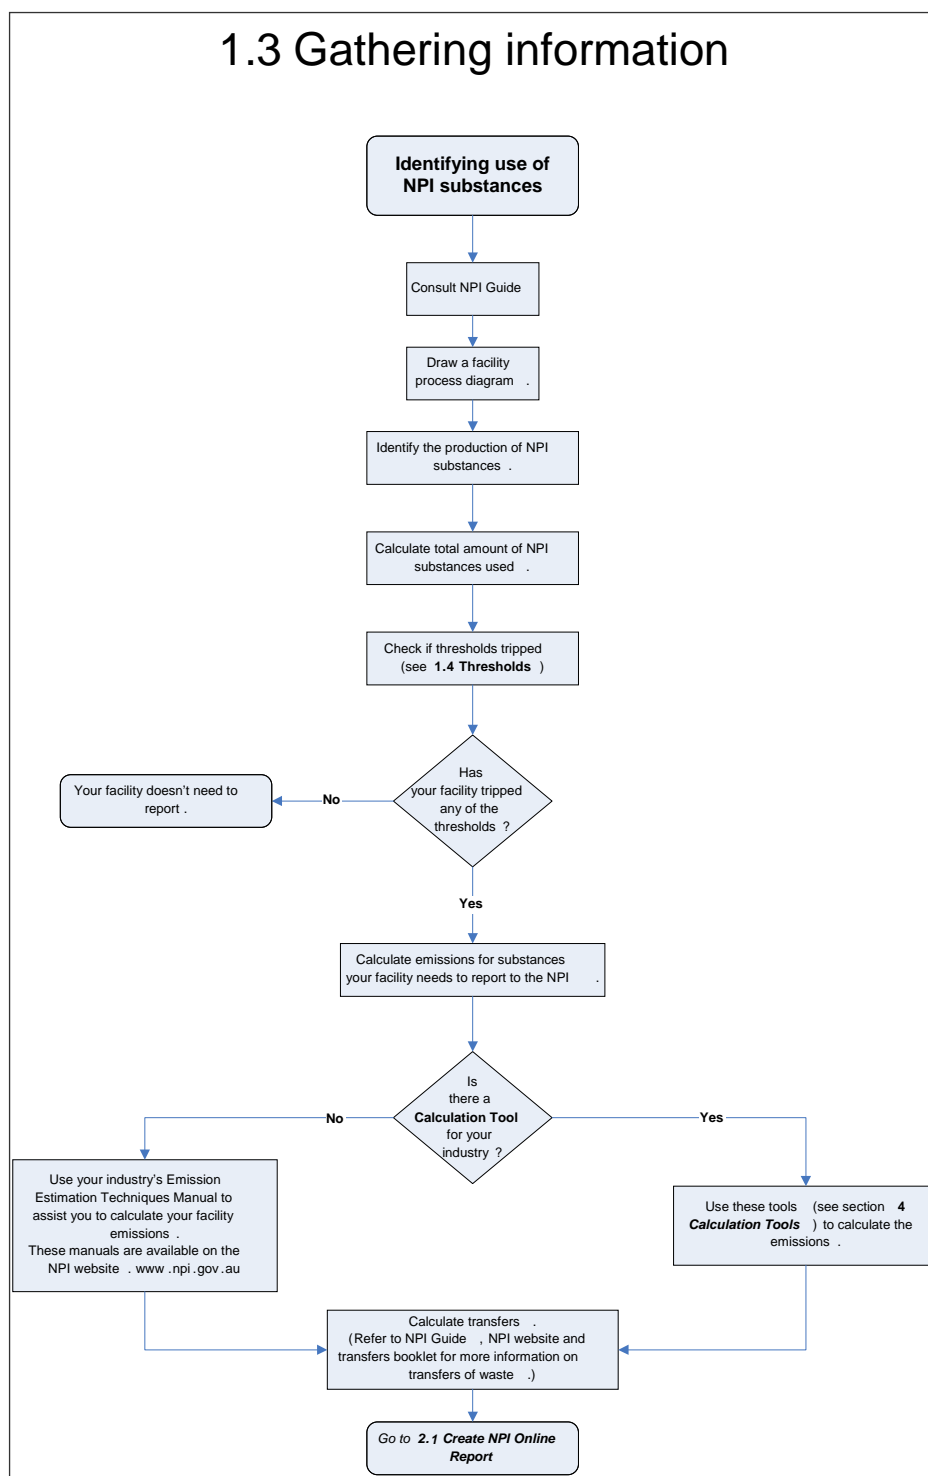 1.3 Gathering information
Identifying use of
NPI substances
Consult NPI Guide
Draw a facility
process diagram .
Identify the production of NPI
substances .
Calculate total amount of NPI
substances used .
Check if thresholds tripped
(see 1.4 Thresholds )
Has
your facility tripped
any of the
thresholds ?
No
Your facility doesn't need to
report .
Yes
Calculate emissions for substances
your facility needs to report to the NPI .
Is
there a
Calculation Tool
for your
industry ?
No
Yes
Use your industry's Emission
Estimation Techniques Manual to
assist you to calculate your facility
emissions .
These manuals are available on the
NPI website . www .npi .gov .au
Use these tools (see section 4
Calculation Tools ) to calculate the
emissions .
Calculate transfers .
(Refer to NPI Guide , NPI website and
transfers booklet for more information on
transfers of waste .)
Go to 2.1 Create NPI Online
Report